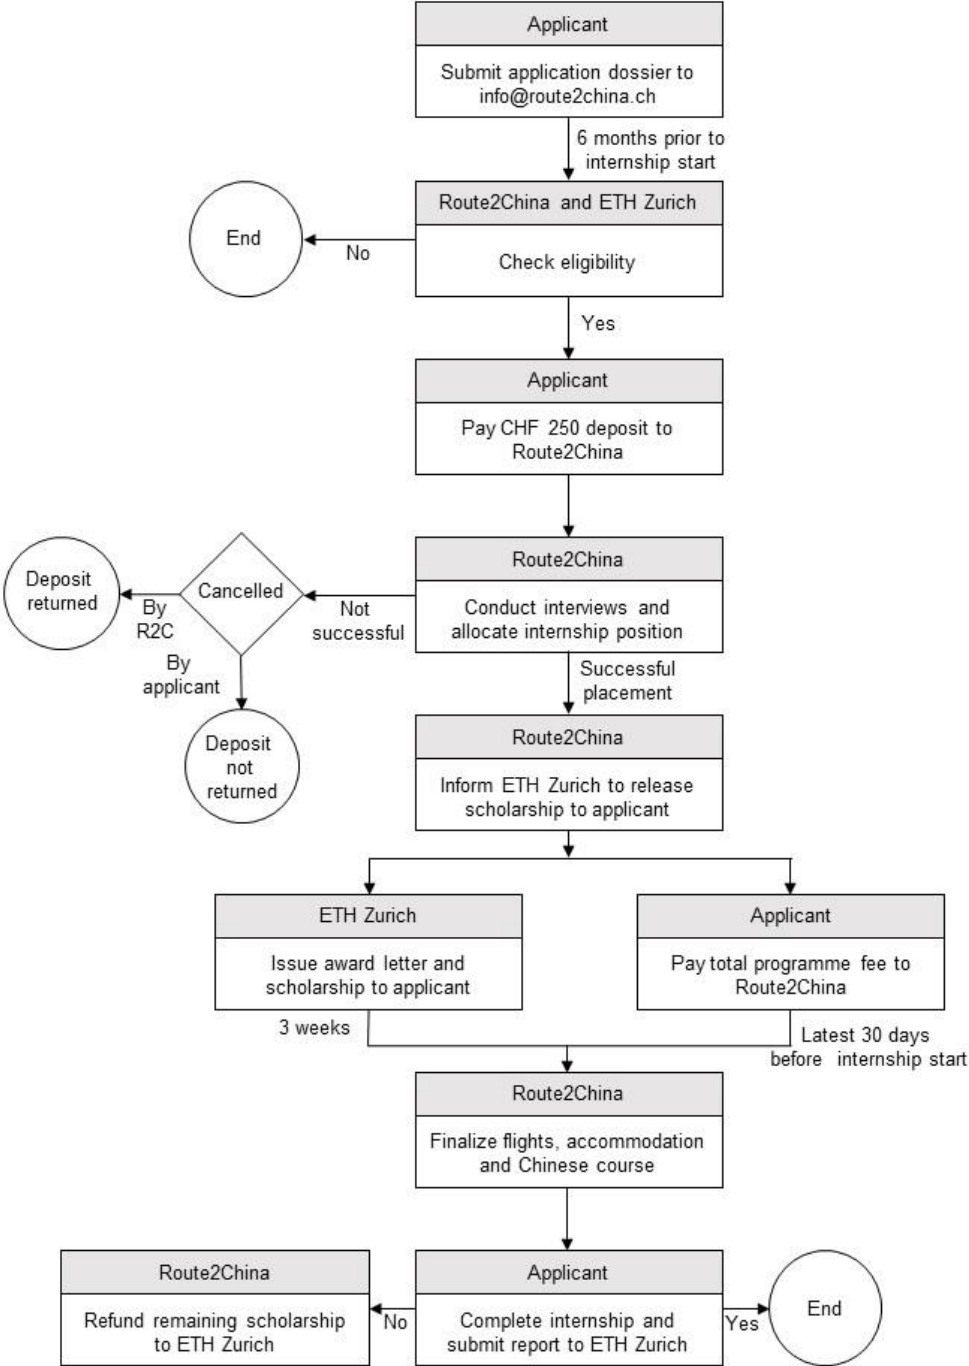 Applicant
Submit application dossier to
info@route2china.ch
6 months prior to
internship start
Route2China and ETH Zurich
Check eligibility
End
No
Yes
Applicant
Pay CHF 250 deposit to
Route2China
Route2China
Conduct interviews and
allocate internship position
Not
successful
Cancelled
By
R2C
Deposit
returned
By
applicant
Deposit
not
returned
Successful
placement
Route2China
Inform ETH Zurich to release
scholarship to applicant
ETH Zurich
Issue award letter and
scholarship to applicant
3 weeks
Applicant
Pay total programme fee to
Route2China
Latest 30 days
before internship start
Route2China
Finalize flights, accommodation
and Chinese course
Applicant
Complete internship and
submit report to ETH Zurich
No
Route2China
Refund remaining scholarship
to ETH Zurich
Yes
End